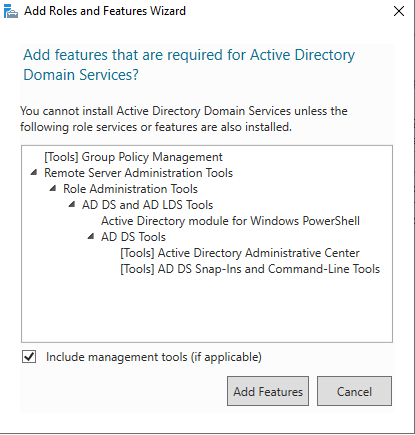 Add Roles and Features Wizard
Add features that are required for Active Directory
Domain Services?
You cannot install Active Directory Domain Services unless the
following role services or features are also installed.
[Tools] Group Policy Management
Remote Server Administration Tools
Role Administration Tools
AD DS and AD LDS Tools
Active Directory module for Windows PowerShell
AD DS Tools
[Tools] Active Directory Administrative Center
[Tools] AD DS Snap-Ins and Command-Line Tools
Include management tools (if applicable)
Add Features
Cancel